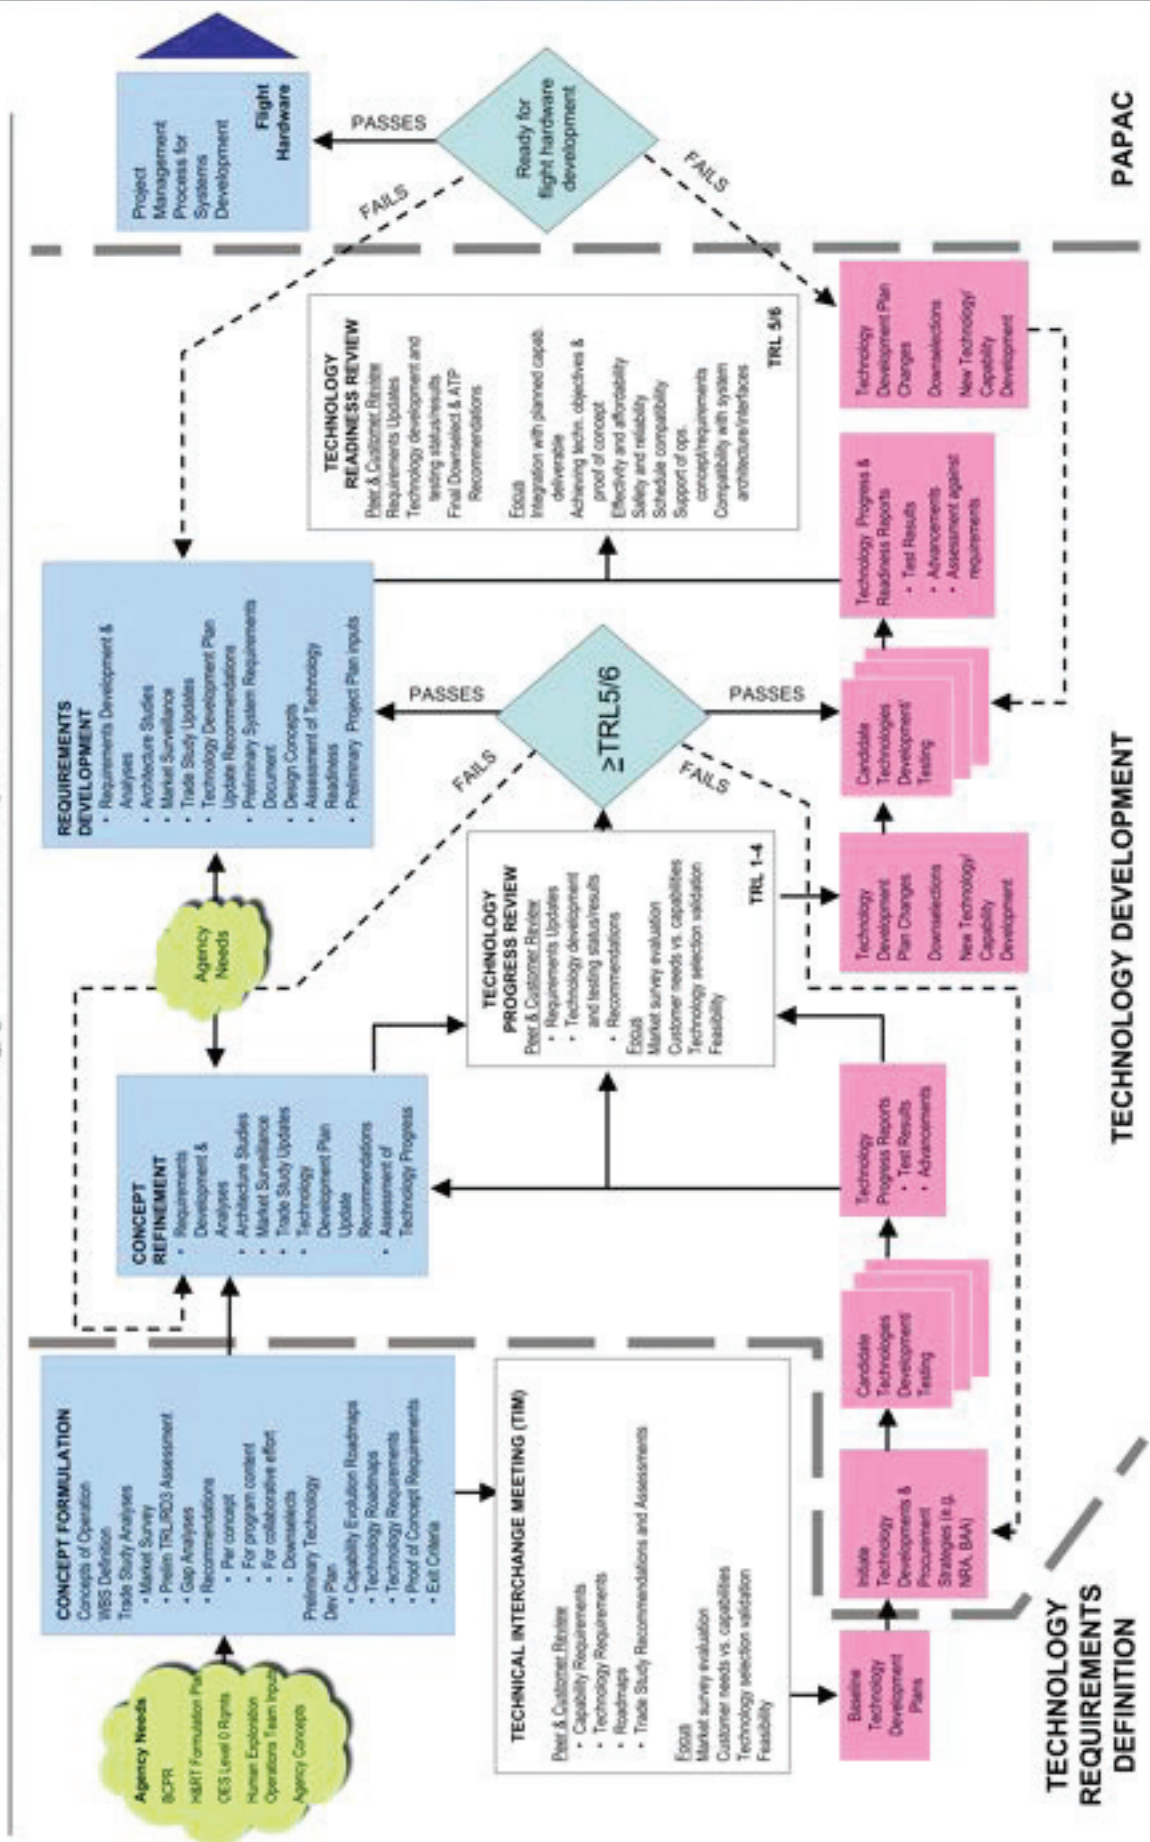 Agency Needs
BCPR
H&RT Formulation Plan
OES Level 0 Rqmts
Human Exploration
Operations Team Inputs
Agency Concepts
CONCEPT FORMULATION
Concepts of Operation
WBS Definition
Trade Study Analyses
• Market Survey
• Prelim TRL/RD3 Assessment
• Gap Analyses
• Recommendations
• Per concept
• For program content
• For collaborative effort
• Downselects
Preliminary Technology
Dev Plan
• Capability Evolution Roadmaps
• Technology Roadmaps
• Technology Requirements
• Proof of Concept Requirements
• Exit Criteria
TECHNICAL INTERCHANGE MEETING (TIM)
Peer & Customer Review
• Capability Requirements
• Technology Requirements
• Roadmaps
• Trade Study Recommendations and Assessments
Focus
Market survey evaluation
Customer needs vs. capabilities
Technology selection validation
Feasibility
Baseline
Technology
Development
Plans
TECHNOLOGY
REQUIREMENTS
DEFINITION
CONCEPT
REFINEMENT
• Requirements
Development &
Analyses
• Architecture Studies
• Market Surveillance
• Trade Study Updates
• Technology
Development Plan
Update
Recommendations
• Assessment of
Technology Progress
Agency
Needs
TECHNOLOGY
PROGRESS REVIEW
Peer & Customer Review
• Requirements Updates
• Technology development
and testing status/results
• Recommendations
Focus
Market survey evaluation
Customer needs vs. capabilities
Technology selection validation
Feasibility
TRL 1-4
Initiate
Technology
Developments &
Procurement
Strategies (e.g.
NRA, BAA)
Candidate
Technologies
Development/
Testing
Technology
Progress Reports
• Test Results
• Advancements
Technology
Development
Plan Changes
Downselections
New Technology/
Capability
Development
REQUIREMENTS
DEVELOPMENT
• Requirements Development &
Analyses
• Architecture Studies
• Market Surveillance
• Trade Study Updates
• Technology Development Plan
Update Recommendations
• Preliminary System Requirements
Document
• Design Concepts
• Assessment of Technology
Readiness
• Preliminary Project Plan inputs
FAILS
PASSES
≥TRL5/6
FAILS
PASSES
Candidate
Technologies
Development/
Testing
Technology Progress &
Readiness Reports
• Test Results
• Advancements
• Assessment against
requirements
TECHNOLOGY
READINESS REVIEW
Peer & Customer Review
Requirements Updates
Technology development and
testing status/results
Final Downselect & ATP
Recommendations
Focus
Integration with planned capab.
deliverable
Achieving techn. objectives &
proof of concept
Effectivity and affordability
Safety and reliability
Schedule compatibility
Support of ops.
concept/requirements
Compatibility with system
architecture/interfaces
TRL 5/6
Technology
Development Plan
Changes
Downselections
New Technology/
Capability
Development
TECHNOLOGY DEVELOPMENT
Project
Management
Process for
Systems
Development
Flight
Hardware
FAILS
PASSES
Ready for
flight hardware
development
FAILS
PAPAC